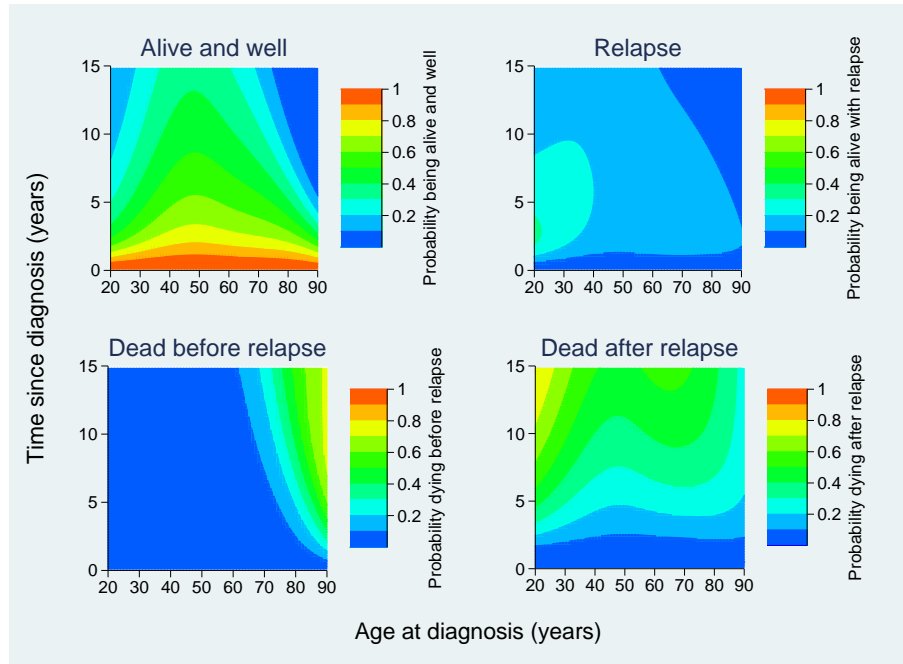 Alive and well
15
10
5
0
20 30 40 50 60 70 80 90
1
0.8
0.6
0.4
0.2
Probability being alive and well
Relapse
15
10
5
0
20 30 40 50 60 70 80 90
1
0.8
0.6
0.4
0.2
Probability being alive with relapse
Time since diagnosis (years)
Dead before relapse
15
10
5
0
20 30 40 50 60 70 80 90
1
0.8
0.6
0.4
0.2
Probability dying before relapse
Dead after relapse
15
10
5
0
20 30 40 50 60 70 80 90
1
0.8
0.6
0.4
0.2
Probability dying after relapse
Age at diagnosis (years)